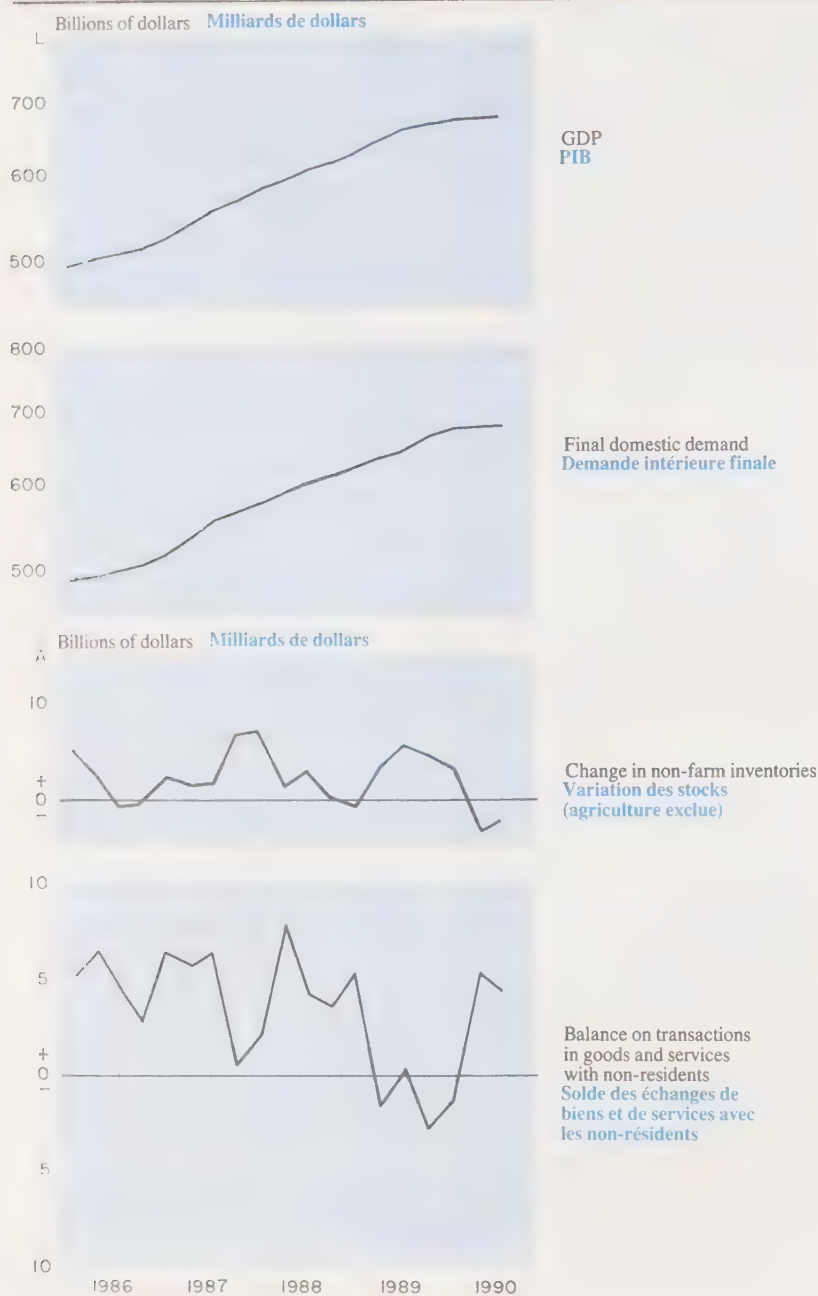 Billions of dollars Milliards de dollars
L
700
600
500
GDP
PIB
800
700
600
500
Final domestic demand
Demande intérieure finale
Billions of dollars Milliards de dollars
A
10
+
0
−
Change in non-farm inventories
Variation des stocks
(agriculture exclue)
10
5
+
0
−
5
10
Balance on transactions
in goods and services
with non-residents
Solde des échanges de
biens et de services avec
les non-résidents
1986 1987 1988 1989 1990